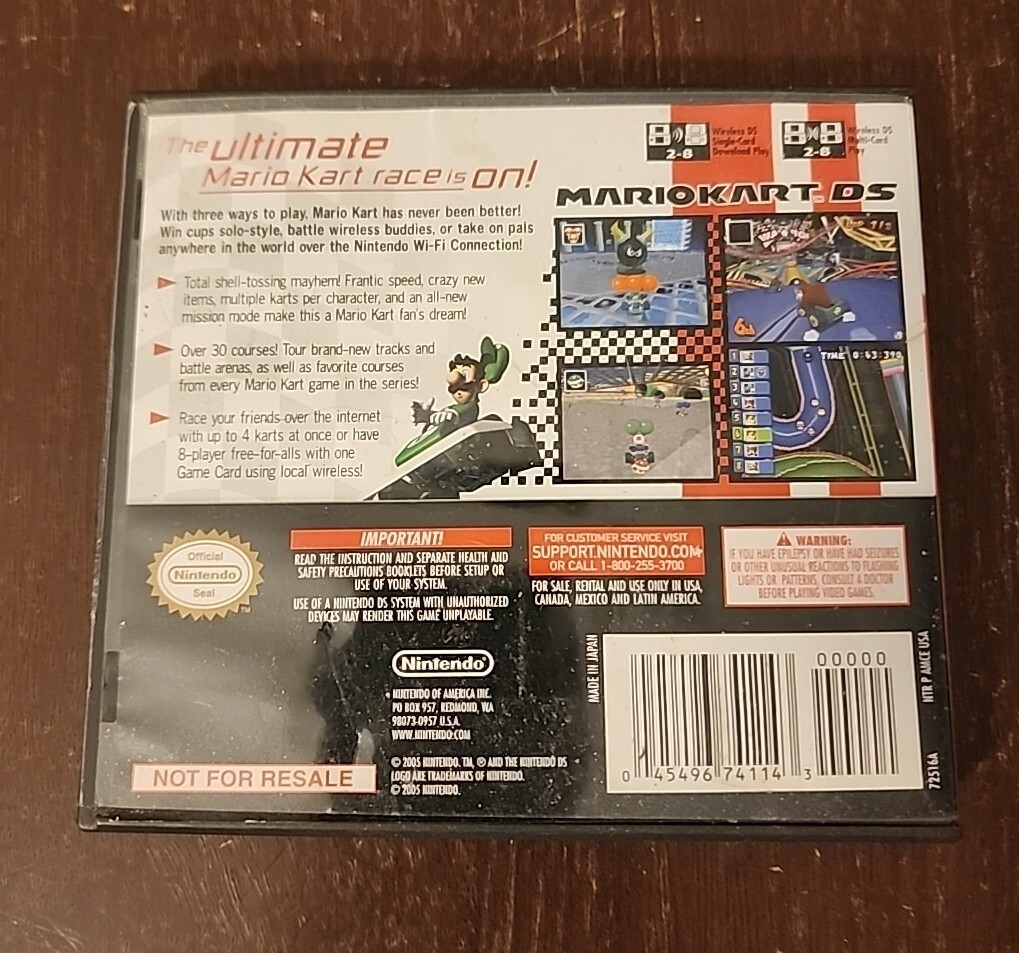 The ultimate
Mario Kart race is on!
With three ways to play, Mario Kart has never been better!
Win cups solo-style, battle wireless buddies, or take on pals
anywhere in the world over the Nintendo Wi-Fi Connection!
Total shell-tossing mayhem! Frantic speed, crazy new
items, multiple karts per character, and an all-new
mission mode make this a Mario Kart fan's dream!
Over 30 courses! Tour brand-new tracks and
battle arenas, as well as favorite courses
from every Mario Kart game in the series!
Race your friends over the internet
with up to 4 karts at once or have
8-player free-for-alls with one
Game Card using local wireless!
2-8
Wireless DS
Single-Card
Download Play
2-8
Wireless DS
Multi-Card
Play
MARIOKART DS
TIME 0:43:390
1
2
3
4
5
6
7
8
Official
Nintendo
Seal
TM
IMPORTANT!
READ THE INSTRUCTION AND SEPARATE HEALTH AND
SAFETY PRECAUTIONS BOOKLETS BEFORE SETUP OR
USE OF YOUR SYSTEM.
USE OF A NINTENDO DS SYSTEM WITH UNAUTHORIZED
DEVICES MAY RENDER THIS GAME UNPLAYABLE.
FOR CUSTOMER SERVICE VISIT
SUPPORT.NINTENDO.COM
OR CALL 1-800-255-3700
FOR SALE, RENTAL AND USE ONLY IN USA,
CANADA, MEXICO AND LATIN AMERICA.
WARNING:
IF YOU HAVE EPILEPSY OR HAVE HAD SEIZURES
OR OTHER UNUSUAL REACTIONS TO FLASHING
LIGHTS OR PATTERNS, CONSULT A DOCTOR
BEFORE PLAYING VIDEO GAMES.
Nintendo®
NINTENDO OF AMERICA INC.
PO BOX 957, REDMOND, WA
98073-0957 U.S.A.
WWW.NINTENDO.COM
© 2005 NINTENDO. TM, ® AND THE NINTENDO DS
LOGO ARE TRADEMARKS OF NINTENDO.
© 2005 NINTENDO.
NOT FOR RESALE
MADE IN JAPAN
00000
0 45496 74114 3
NTR P AMCE USA
72516A